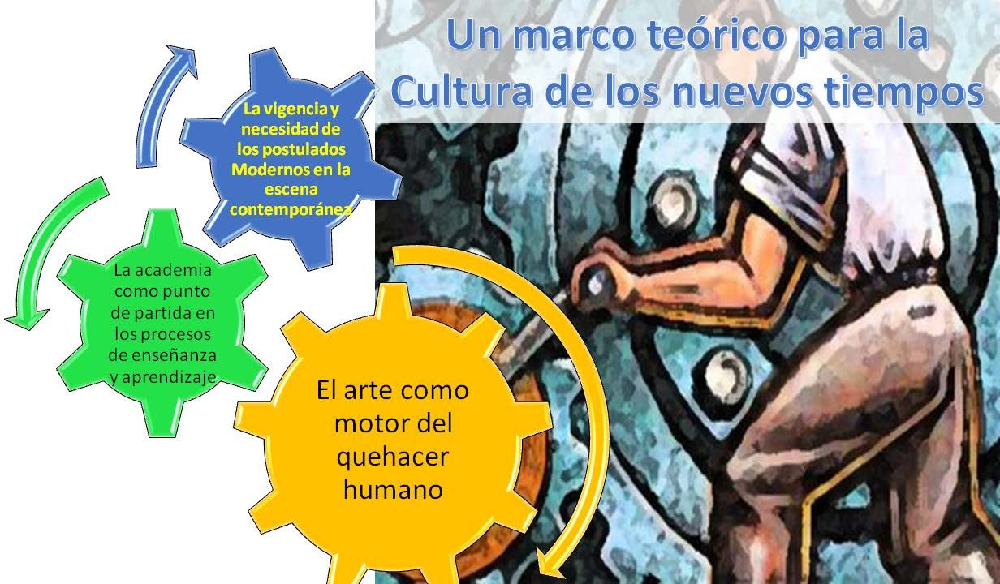 Un marco teórico para la
Cultura de los nuevos tiempos
La vigencia y
necesidad de
los postulados
Modernos en la
escena
contemporánea
La academia
como punto
de partida en
los procesos
de enseñanza
y aprendizaje
El arte como
motor del
quehacer
humano